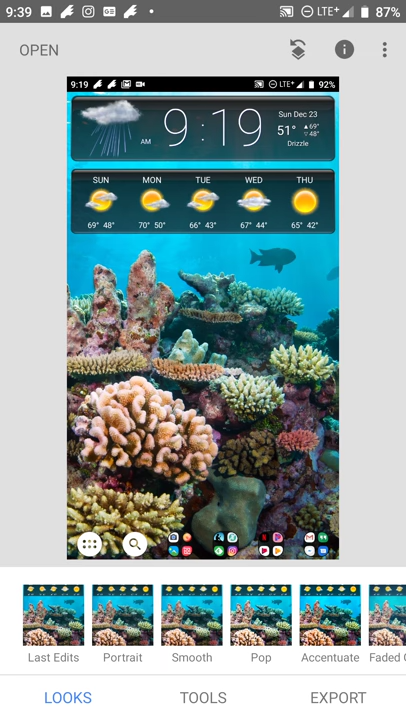 9:39
LTE+
87%
OPEN
9:19
LTE+
92%
AM
9:19
Sun Dec 23
51°
▲69°
▽48°
Drizzle
SUN
MON
TUE
WED
THU
69° 48°
70° 50°
66° 43°
67° 44°
65° 42°
Last Edits
Portrait
Smooth
Pop
Accentuate
Faded
LOOKS
TOOLS
EXPORT